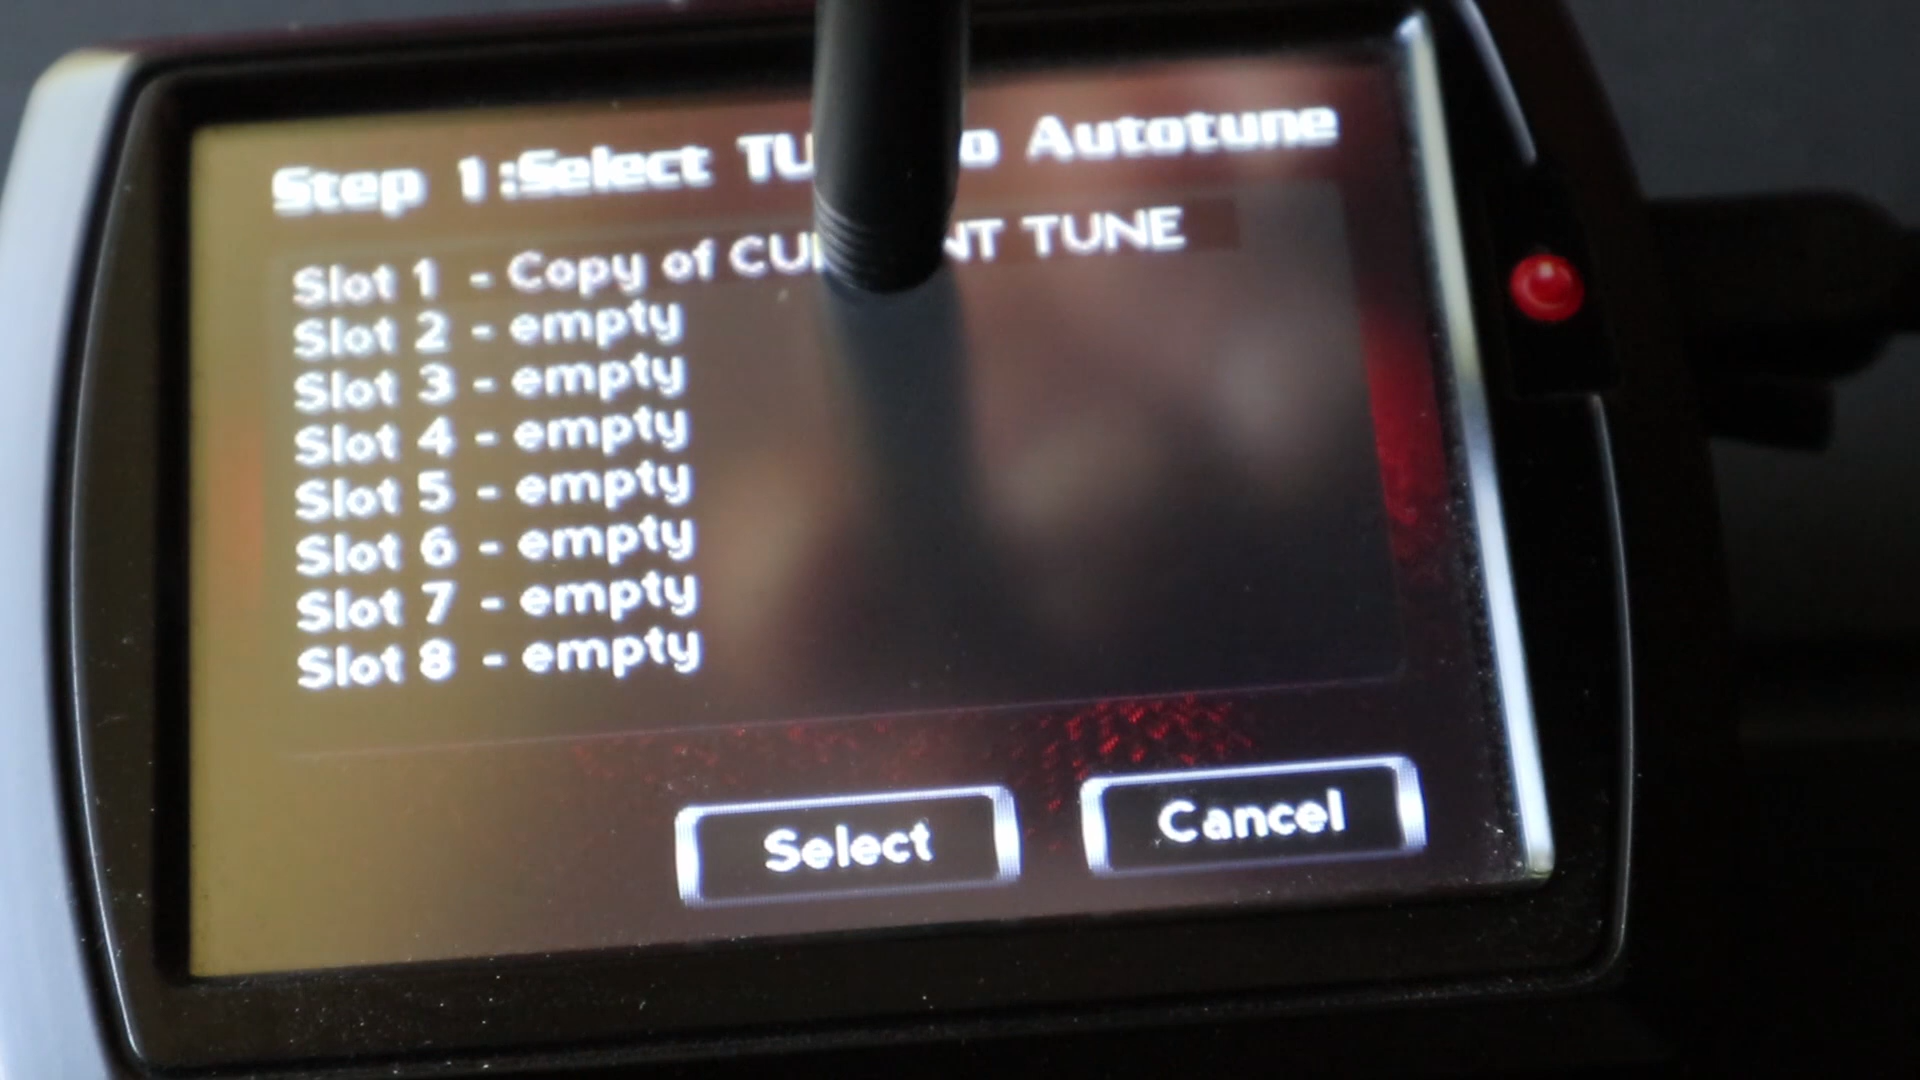 Step 1:Select TU o Autotune
Slot 1 - Copy of CU NT TUNE
Slot 2 - empty
Slot 3 - empty
Slot 4 - empty
Slot 5 - empty
Slot 6 - empty
Slot 7 - empty
Slot 8 - empty
Select
Cancel